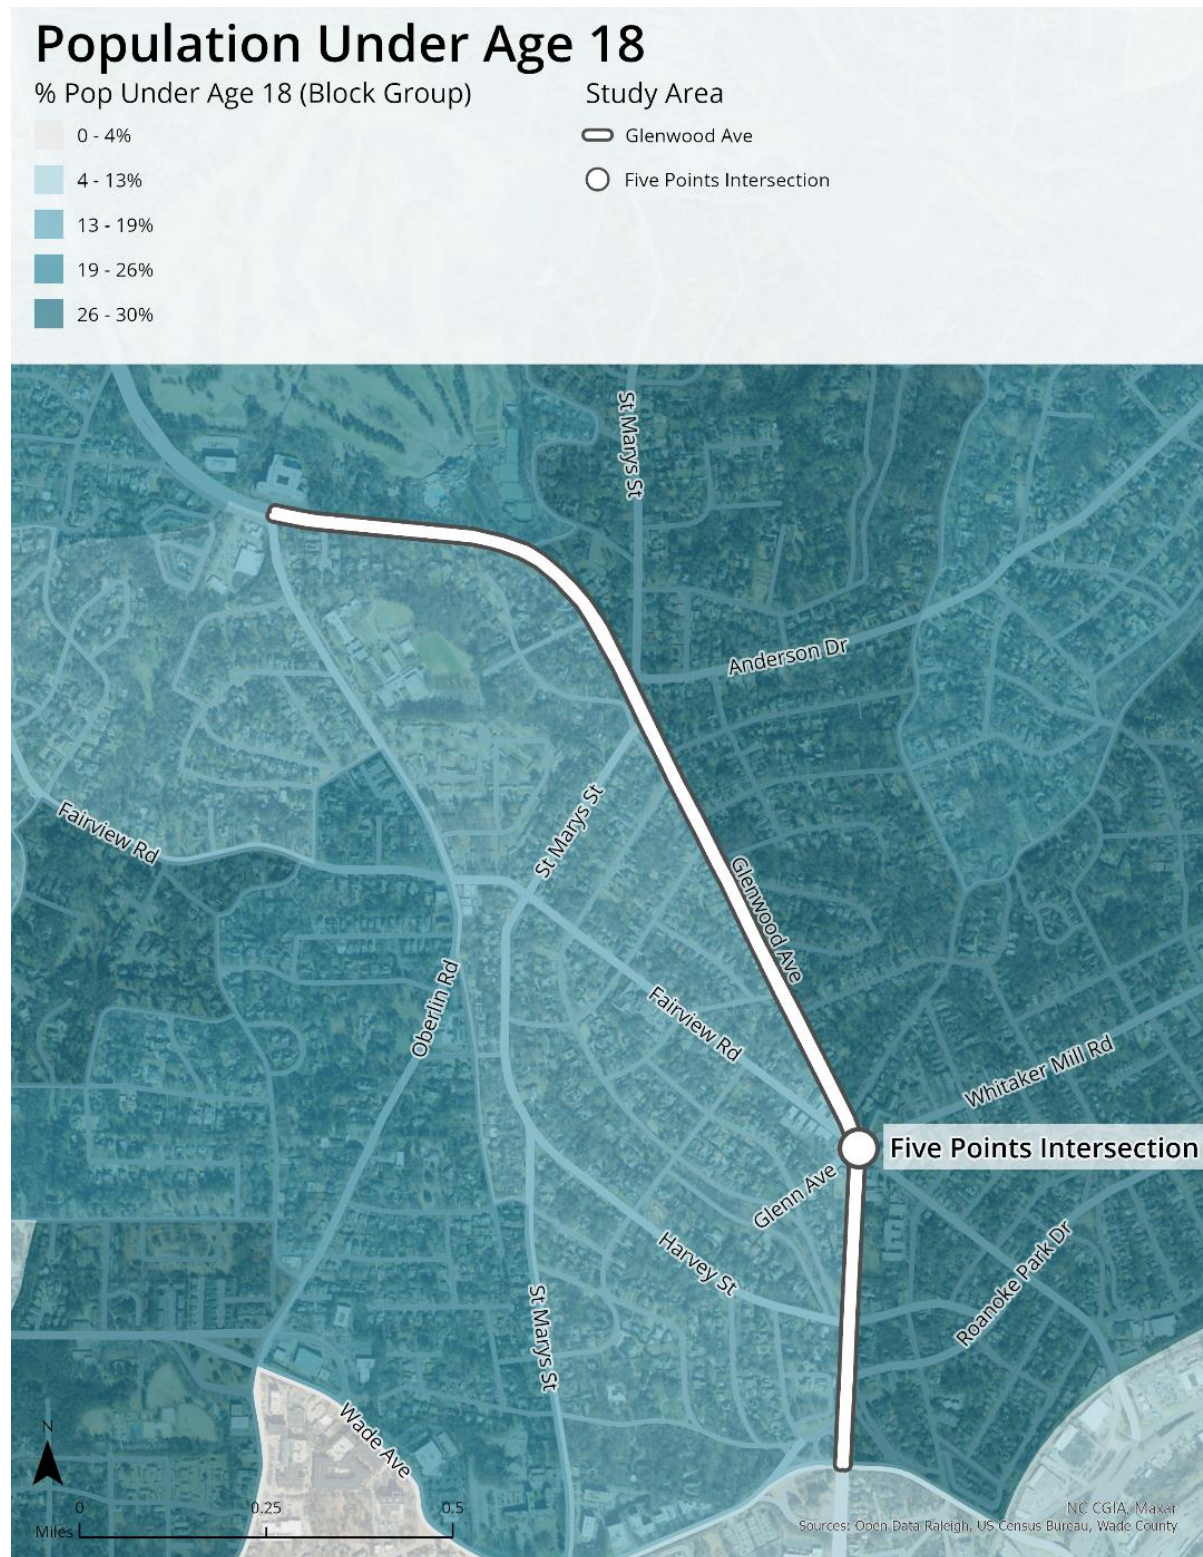 Population Under Age 18
% Pop Under Age 18 (Block Group)
0 - 4%
4 - 13%
13 - 19%
19 - 26%
26 - 30%
Study Area
Glenwood Ave
Five Points Intersection
St Marys St
Anderson Dr
Fairview Rd
St Marys St
Glenwood Ave
Oberlin Rd
Fairview Rd
Whitaker Mill Rd
Five Points Intersection
Glenn Ave
Harvey St
Roanoke Park Dr
St Marys St
Wade Ave
N
0 0.25 0.5
Miles
NC CGIA, Maxar
Sources: Open Data Raleigh, US Census Bureau, Wade County